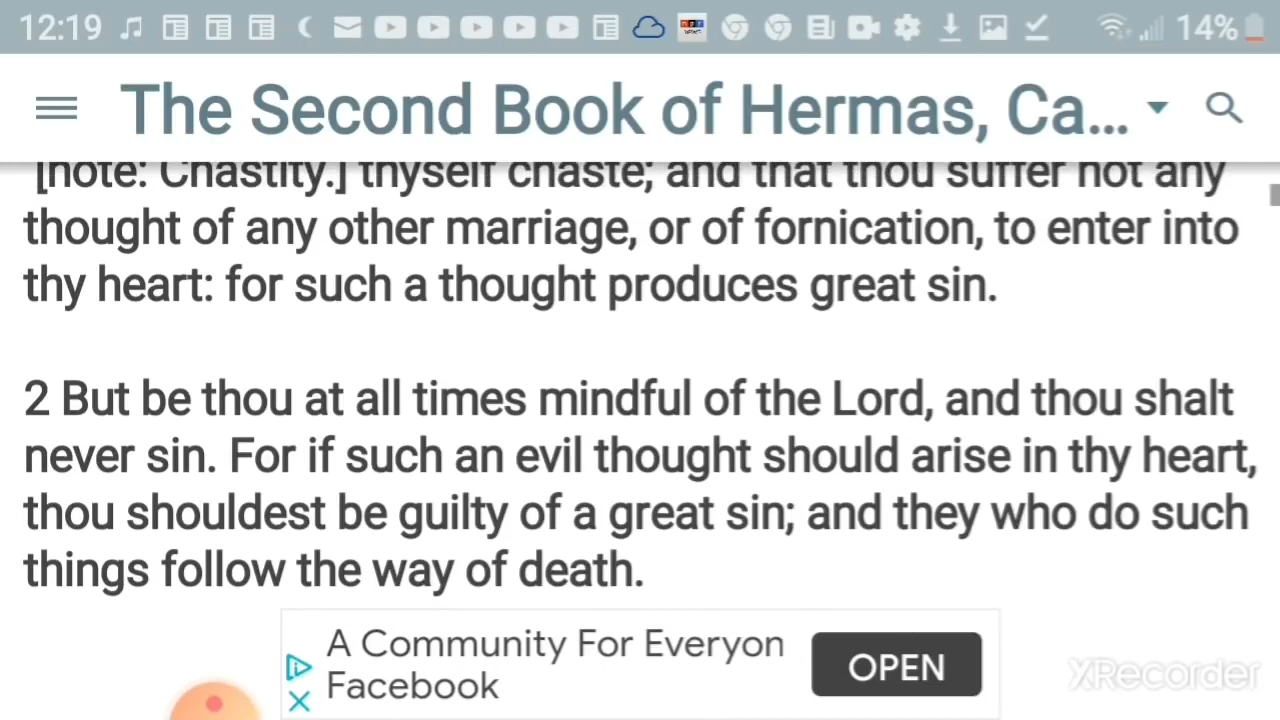 12:19 14%
The Second Book of Hermas, Ca...
[note: Chastity.] thyself chaste; and that thou suffer not any
thought of any other marriage, or of fornication, to enter into
thy heart: for such a thought produces great sin.
2 But be thou at all times mindful of the Lord, and thou shalt
never sin. For if such an evil thought should arise in thy heart,
thou shouldest be guilty of a great sin; and they who do such
things follow the way of death.
A Community For Everyon
Facebook
OPEN
XRecorder